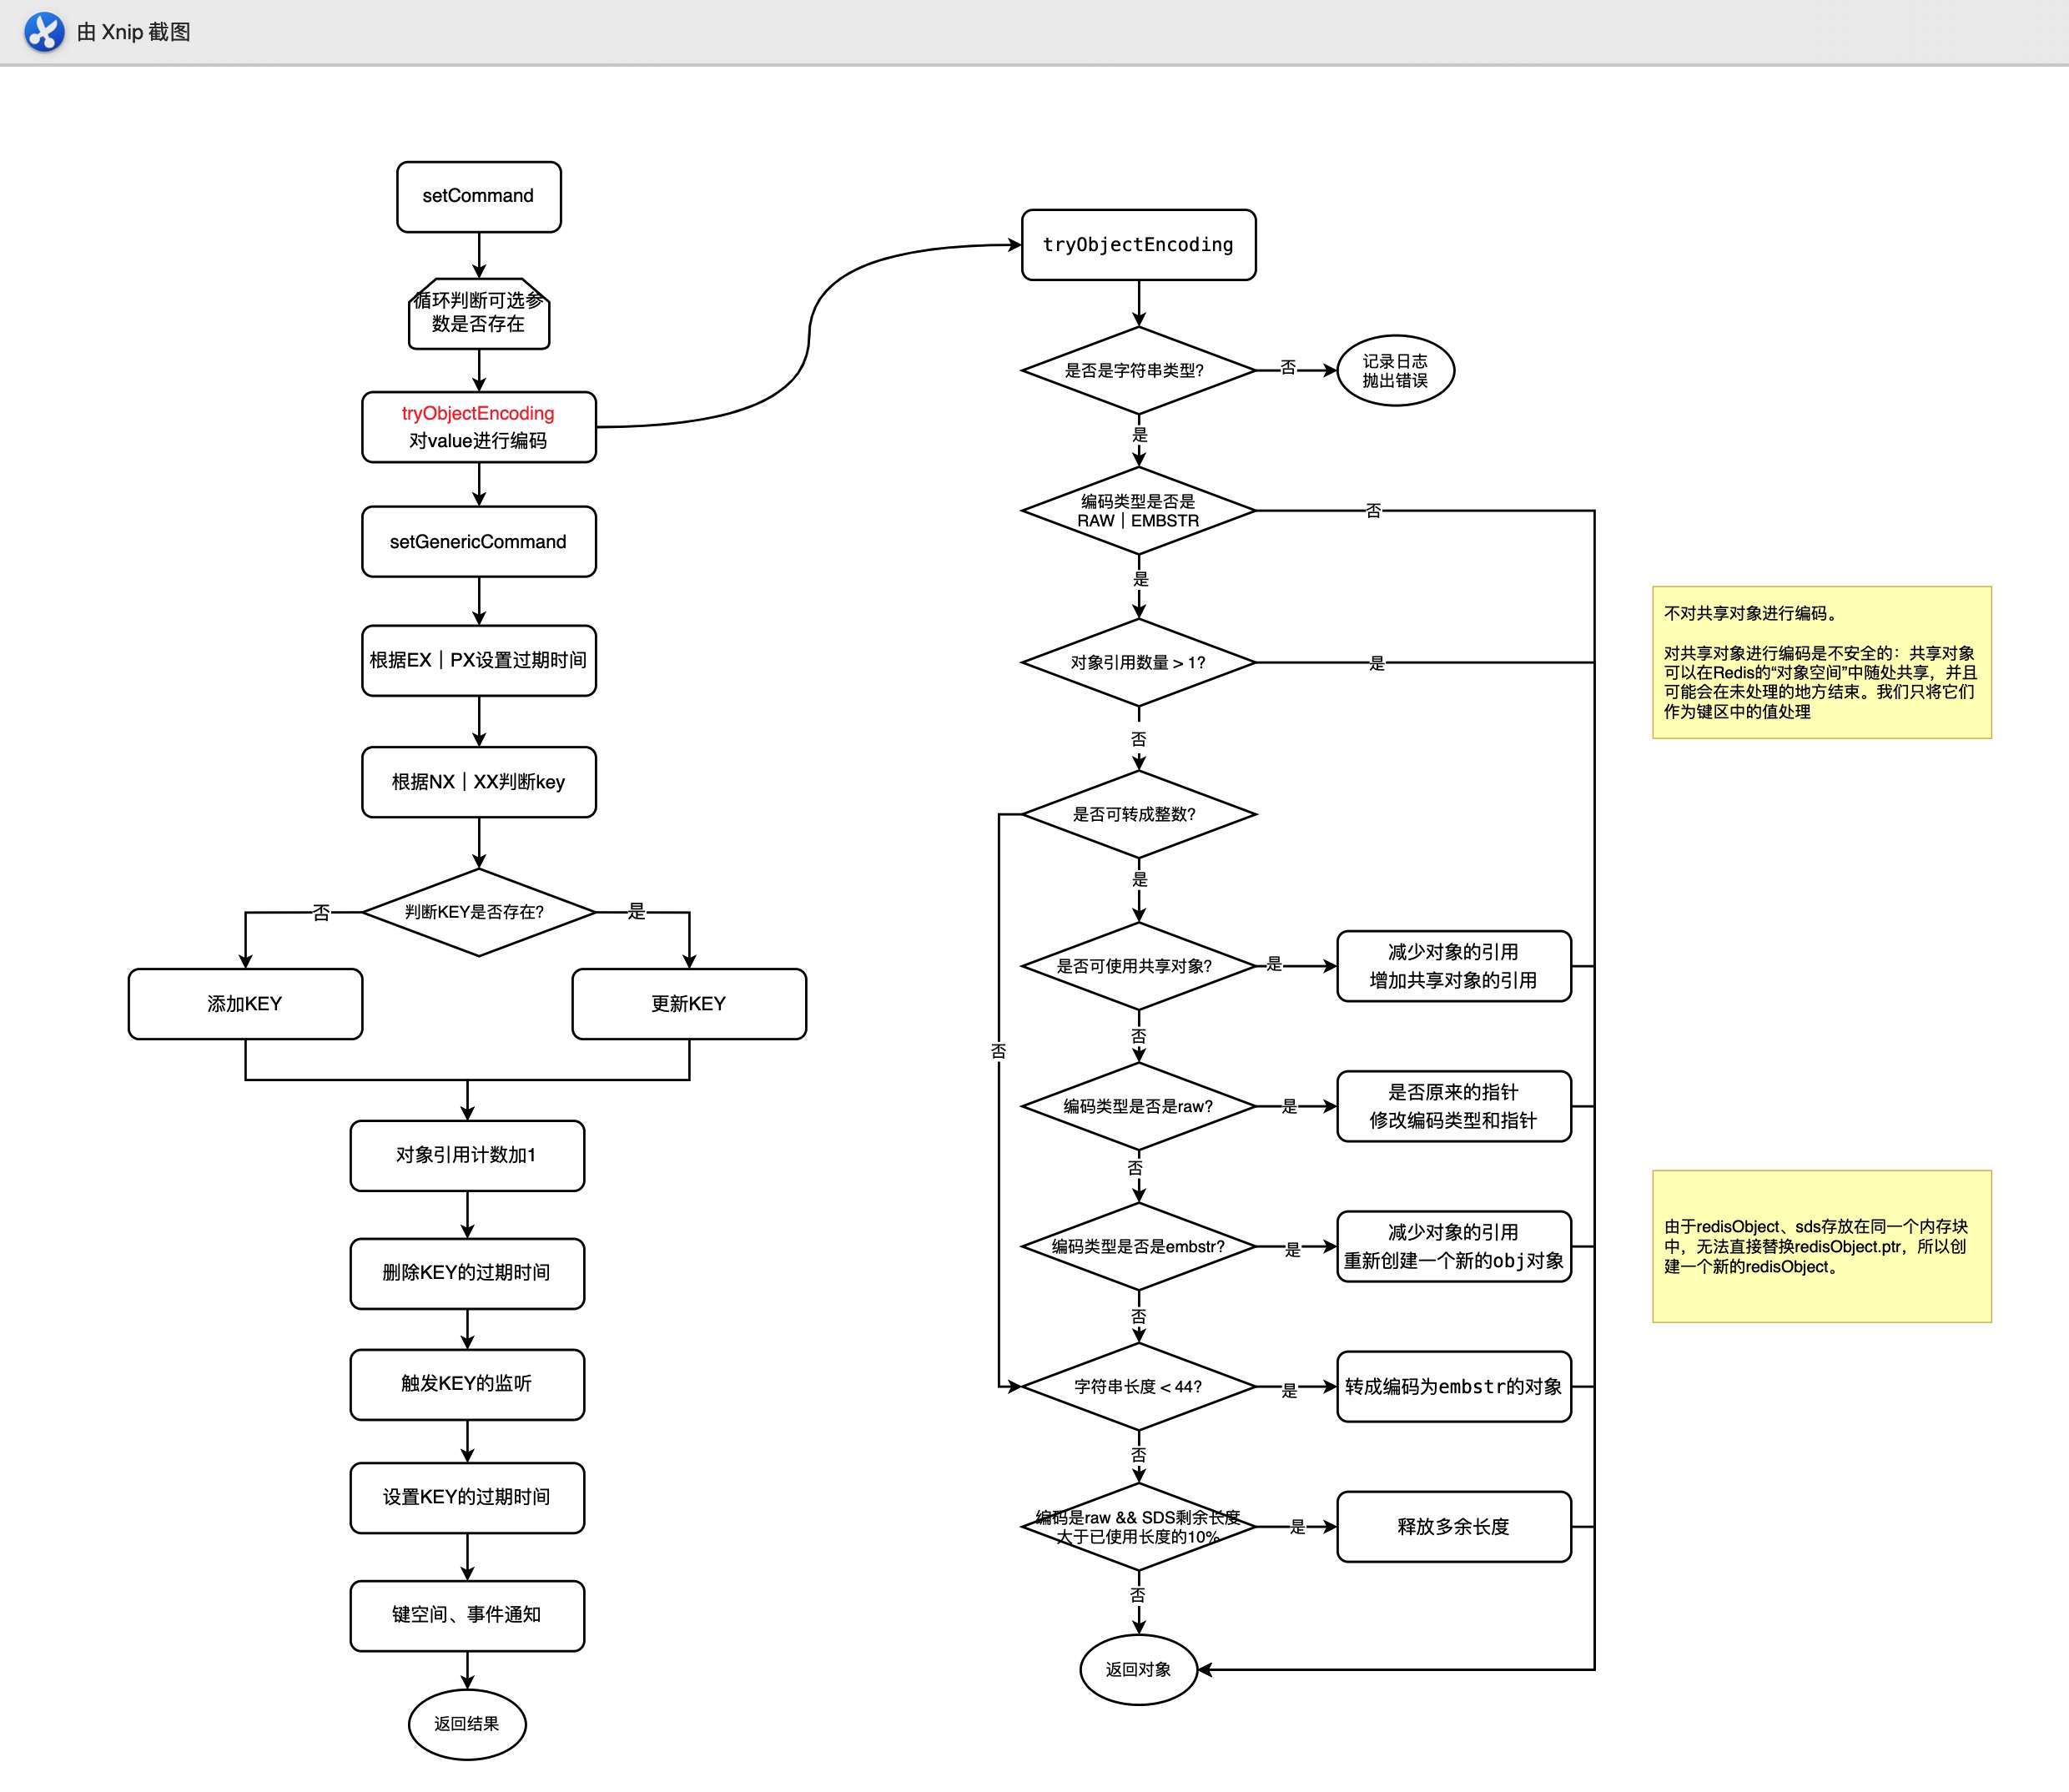 由 Xnip 截图
setCommand
循环判断可选参
数是否存在
tryObjectEncoding
对value进行编码
setGenericCommand
根据EX｜PX设置过期时间
根据NX｜XX判断key
判断KEY是否存在?
否
是
添加KEY
更新KEY
对象引用计数加1
删除KEY的过期时间
触发KEY的监听
设置KEY的过期时间
键空间、事件通知
返回结果
tryObjectEncoding
是否是字符串类型?
否
记录日志
抛出错误
是
编码类型是否是
RAW｜EMBSTR
否
是
对象引用数量 > 1?
是
否
是否可转成整数?
否
是
是否可使用共享对象?
是
减少对象的引用
增加共享对象的引用
否
编码类型是否是raw?
是
是否原来的指针
修改编码类型和指针
否
编码类型是否是embstr?
是
减少对象的引用
重新创建一个新的obj对象
否
字符串长度 < 44?
是
转成编码为embstr的对象
否
编码是raw && SDS剩余长度
大于已使用长度的10%
是
释放多余长度
否
返回对象
不对共享对象进行编码。
对共享对象进行编码是不安全的：共享对象
可以在Redis的“对象空间”中随处共享，并且
可能会在未处理的地方结束。我们只将它们
作为键区中的值处理
由于redisObject、sds存放在同一个内存块
中，无法直接替换redisObject.ptr，所以创
建一个新的redisObject。